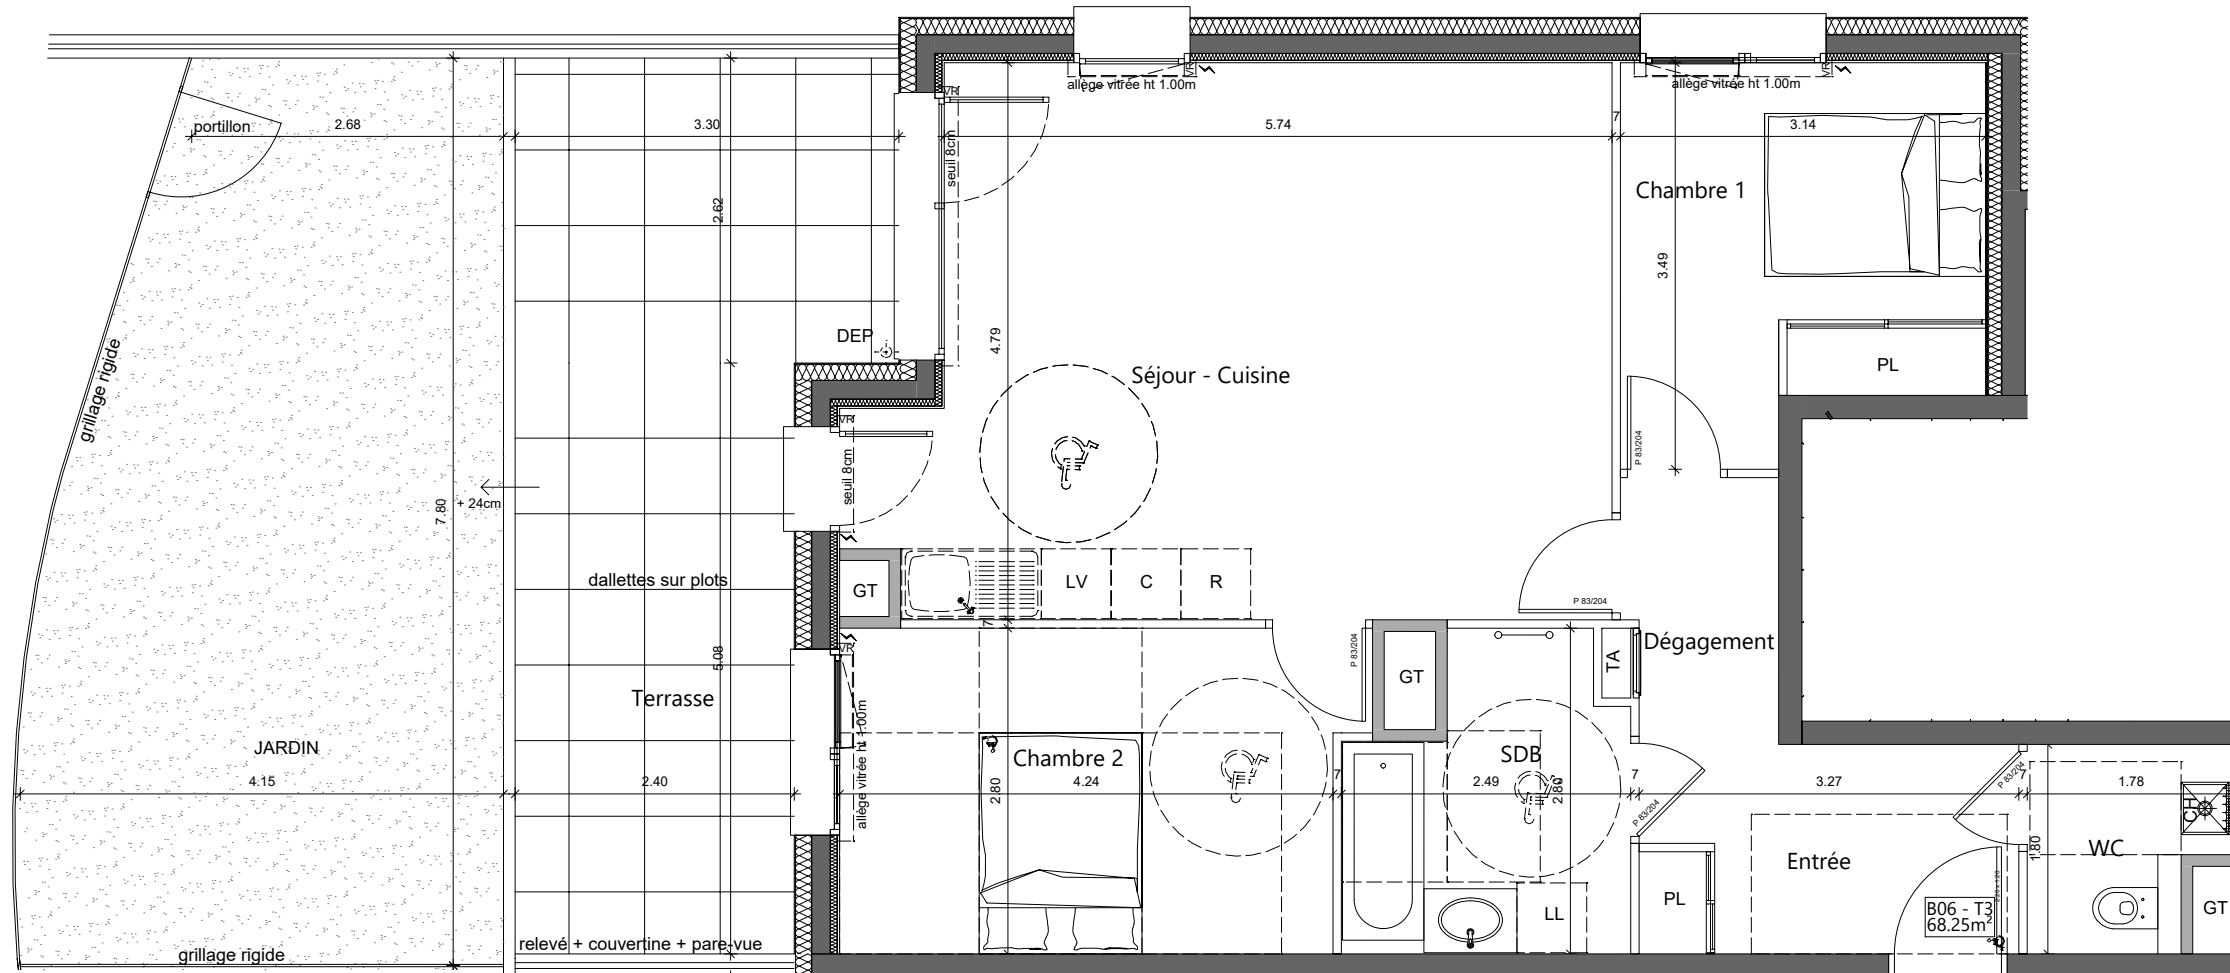 VR
allège vitrée ht 1.00m
VR
allège vitrée ht 1.00m
VR
portillon
2.68
3.30
seuil 8cm
5.74
7
3.14
Chambre 1
2.62
3.49
DEP
4.79
Séjour - Cuisine
PL
grillage rigide
VR
seuil 8cm
P 83/204
7.80
+ 24cm
dallettes sur plots
GT
LV
C
R
P 83/204
7
VR
5.08
P 83/204
GT
TA
Dégagement
Terrasse
allège vitrée ht 1.00m
JARDIN
Chambre 2
SDB
4.15
2.40
2.80
4.24
7
2.49
2.80
7
P 83/204
3.27
P 83/204
7
1.78
CH
1.80
WC
Entrée
PL
LL
B06 - T3
68.25m²
GT
relevé + couvertine + pare-vue
grillage rigide